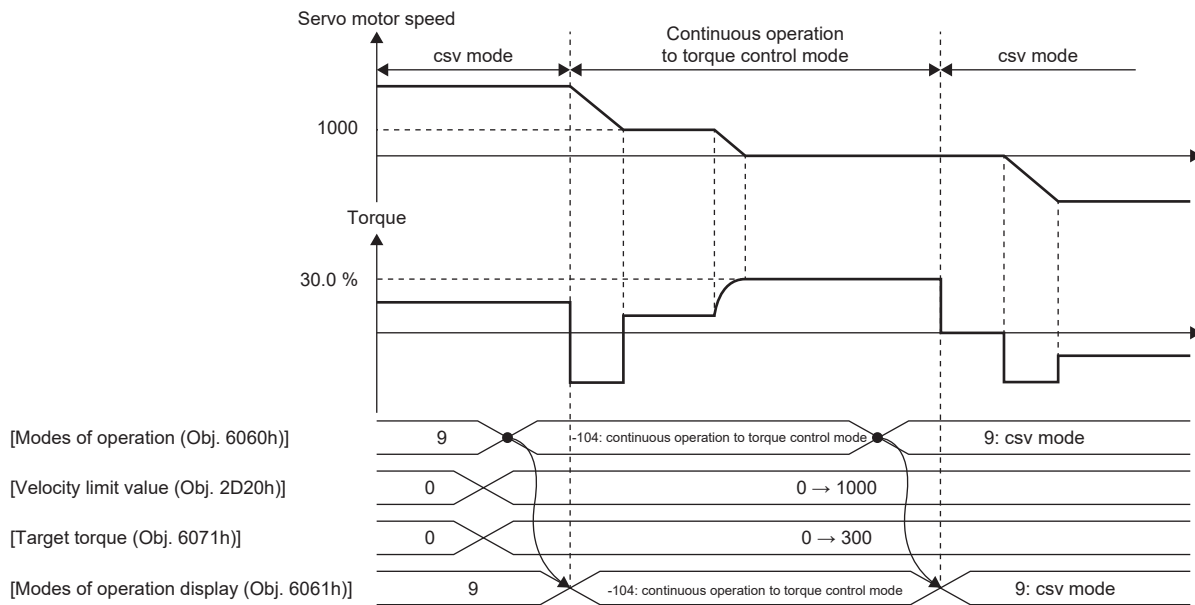 Servo motor speed
Continuous operation
to torque control mode
csv mode
csv mode
1000
Torque
30.0 %
[Modes of operation (Obj. 6060h)]
9
-104: continuous operation to torque control mode
9: csv mode
[Velocity limit value (Obj. 2D20h)]
0
0 → 1000
[Target torque (Obj. 6071h)]
0
0 → 300
[Modes of operation display (Obj. 6061h)]
9
-104: continuous operation to torque control mode
9: csv mode